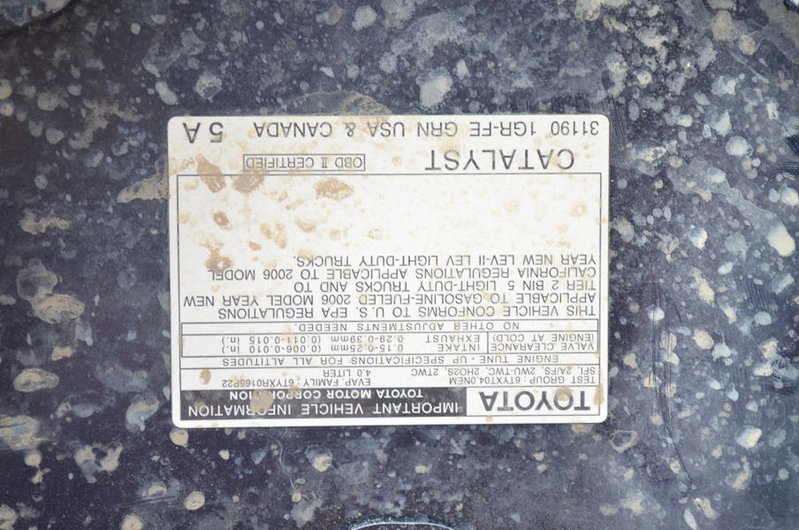 TOYOTA IMPORTANT VEHICLE INFORMATION
TOYOTA MOTOR CORPORATION
TEST GROUP: 6TYXT04.0NEM EVAP. FAMILY: 6TYXR0165P22
SFI, 2A/FS, 2WU-TWC, 2HO2S, 2TWC 4.0 LITER
ENGINE TUNE-UP SPECIFICATIONS FOR ALL ALTITUDES
VALVE CLEARANCE INTAKE 0.15-0.25mm (0.006-0.010 in.)
(ENGINE AT COLD) EXHAUST 0.29-0.39mm (0.011-0.015 in.)
NO OTHER ADJUSTMENTS NEEDED.
THIS VEHICLE CONFORMS TO U.S. EPA REGULATIONS
APPLICABLE TO GASOLINE-FUELED 2006 MODEL YEAR NEW
TIER 2 BIN 5 LIGHT-DUTY TRUCKS AND TO
CALIFORNIA REGULATIONS APPLICABLE TO 2006 MODEL
YEAR NEW LEV-II LEV LIGHT-DUTY TRUCKS.
CATALYST OBD II CERTIFIED
31190 1GR-FE GRN USA & CANADA 5A